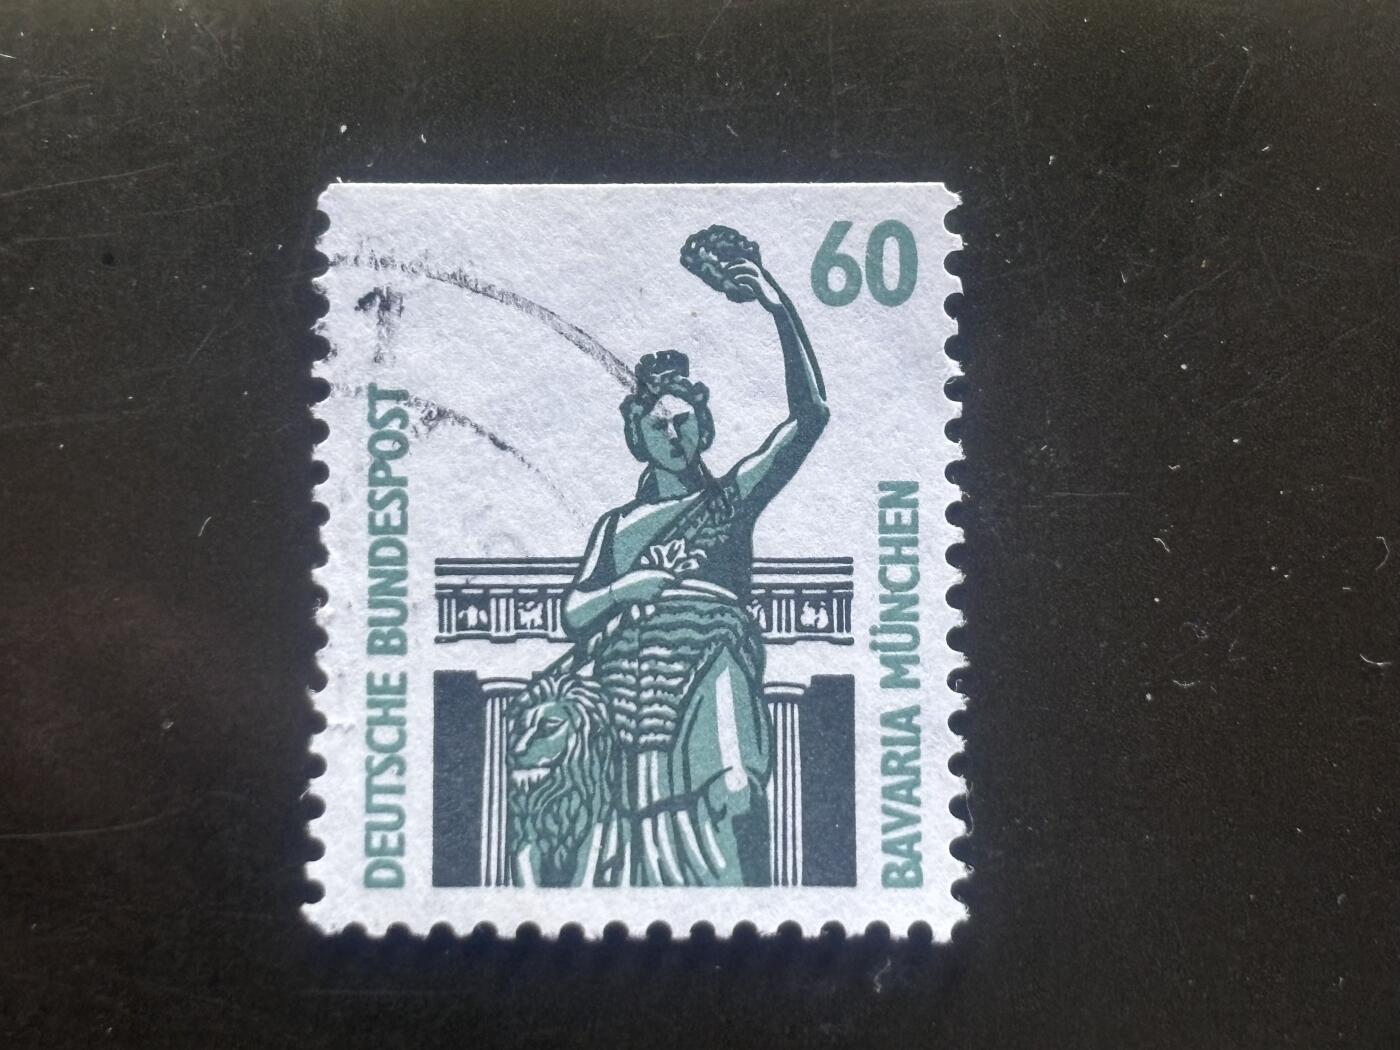 60
DEUTSCHE BUNDESPOST
BAVARIA MÜNCHEN